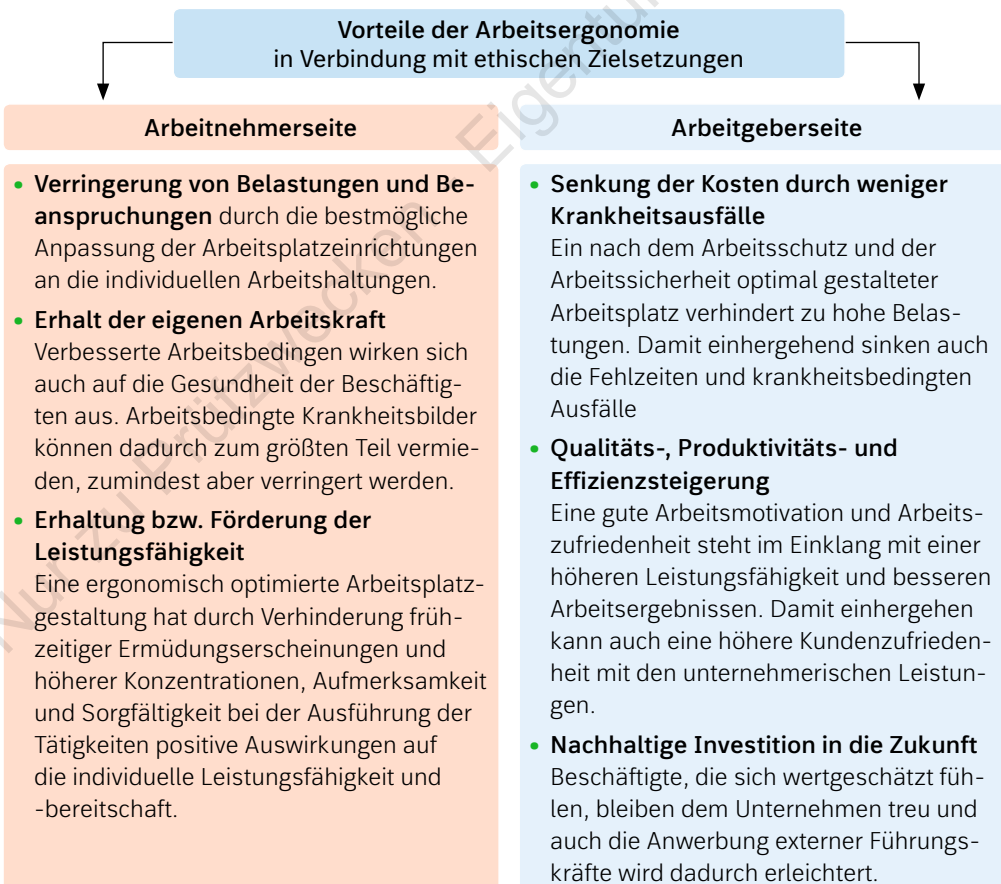 Vorteile der Arbeitsergonomie
in Verbindung mit ethischen Zielsetzungen
Arbeitnehmerseite
• Verringerung von Belastungen und Be-
anspruchungen durch die bestmögliche
Anpassung der Arbeitsplatzeinrichtungen
an die individuellen Arbeitshaltungen.
• Erhalt der eigenen Arbeitskraft
Verbesserte Arbeitsbedingen wirken sich
auch auf die Gesundheit der Beschäftig-
ten aus. Arbeitsbedingte Krankheitsbilder
können dadurch zum größten Teil vermie-
den, zumindest aber verringert werden.
• Erhaltung bzw. Förderung der
Leistungsfähigkeit
Eine ergonomisch optimierte Arbeitsplatz-
gestaltung hat durch Verhinderung früh-
zeitiger Ermüdungserscheinungen und
höherer Konzentrationen, Aufmerksamkeit
und Sorgfältigkeit bei der Ausführung der
Tätigkeiten positive Auswirkungen auf
die individuelle Leistungsfähigkeit und
-bereitschaft.
Arbeitgeberseite
• Senkung der Kosten durch weniger
Krankheitsausfälle
Ein nach dem Arbeitsschutz und der
Arbeitssicherheit optimal gestalteter
Arbeitsplatz verhindert zu hohe Belas-
tungen. Damit einhergehend sinken auch
die Fehlzeiten und krankheitsbedingten
Ausfälle
• Qualitäts-, Produktivitäts- und
Effizienzsteigerung
Eine gute Arbeitsmotivation und Arbeits-
zufriedenheit steht im Einklang mit einer
höheren Leistungsfähigkeit und besseren
Arbeitsergebnissen. Damit einhergehen
kann auch eine höhere Kundenzufrieden-
heit mit den unternehmerischen Leistun-
gen.
• Nachhaltige Investition in die Zukunft
Beschäftigte, die sich wertgeschätzt füh-
len, bleiben dem Unternehmen treu und
auch die Anwerbung externer Führungs-
kräfte wird dadurch erleichtert.
Nur zu Prüfzwecken - Eigentu